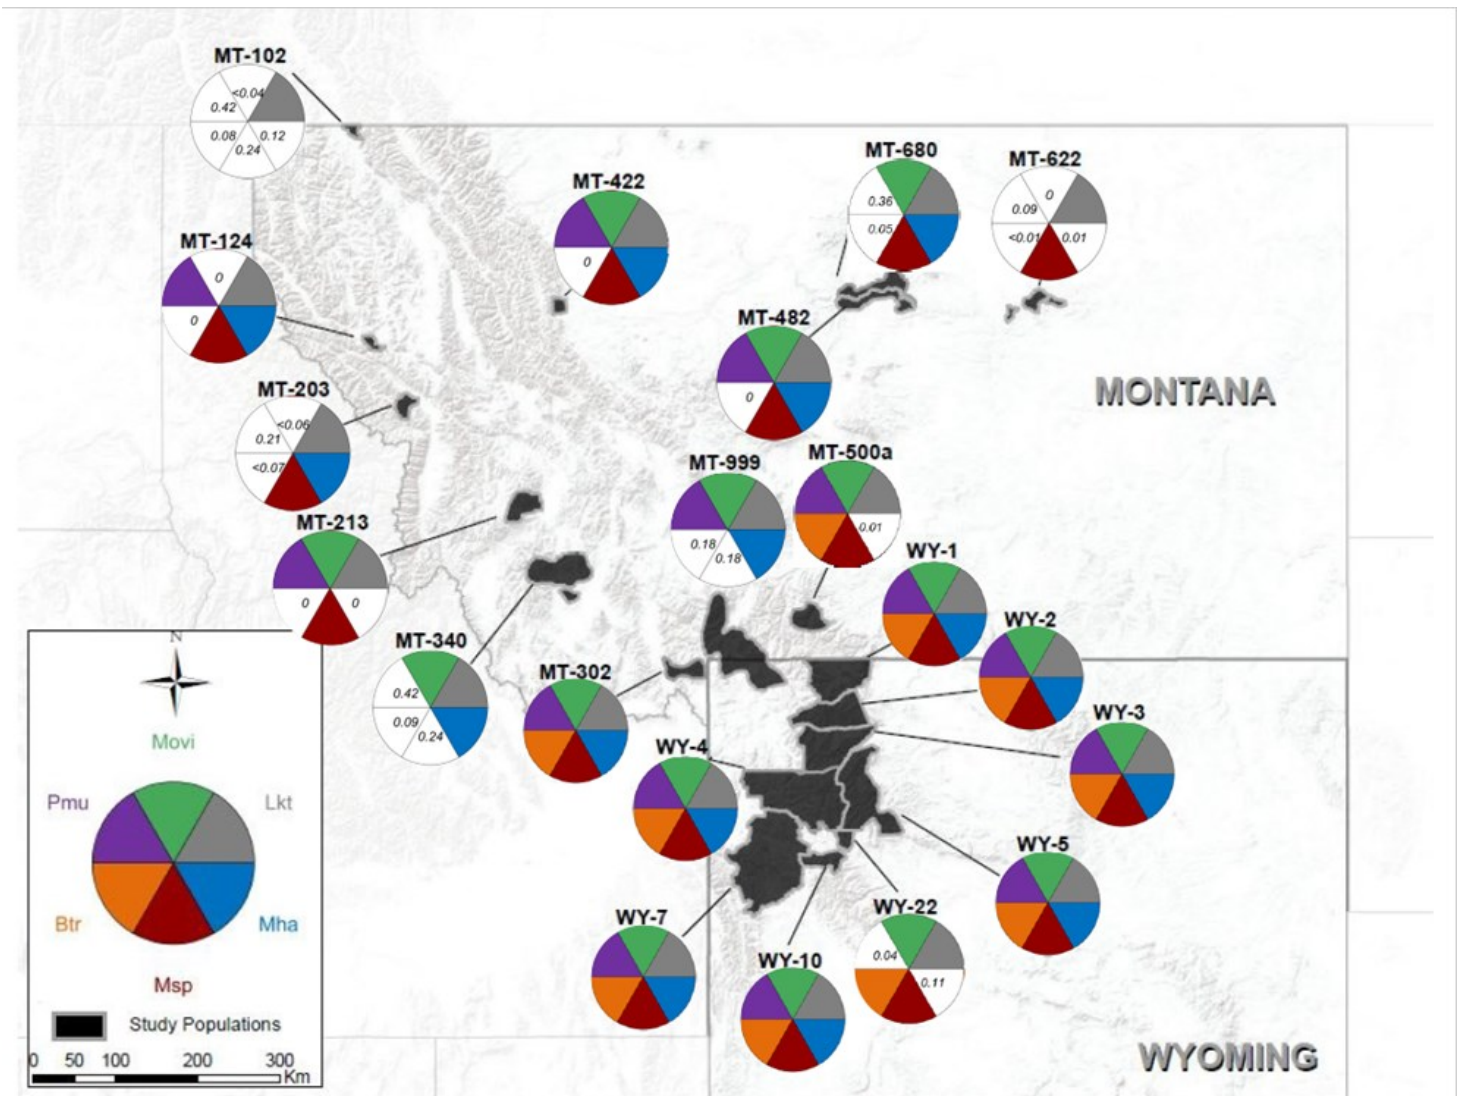 MT-102
<0.04
0.42
0.08
0.12
0.24
MT-680
0.36
0.05
MT-622
0
0.09
<0.01
0.01
MT-422
0
MT-124
0
0
MT-482
0
MT-203
<0.06
0.21
<0.07
MONTANA
MT-999
0.18
0.18
MT-500a
0.01
MT-213
0
0
WY-1
WY-2
MT-340
0.42
0.09
0.24
MT-302
WY-3
WY-4
WY-5
WY-7
WY-10
WY-22
0.04
0.11
WYOMING
N
Movi
Pmu
Lkt
Btr
Mha
Msp
Study Populations
0 50 100 200 300
Km